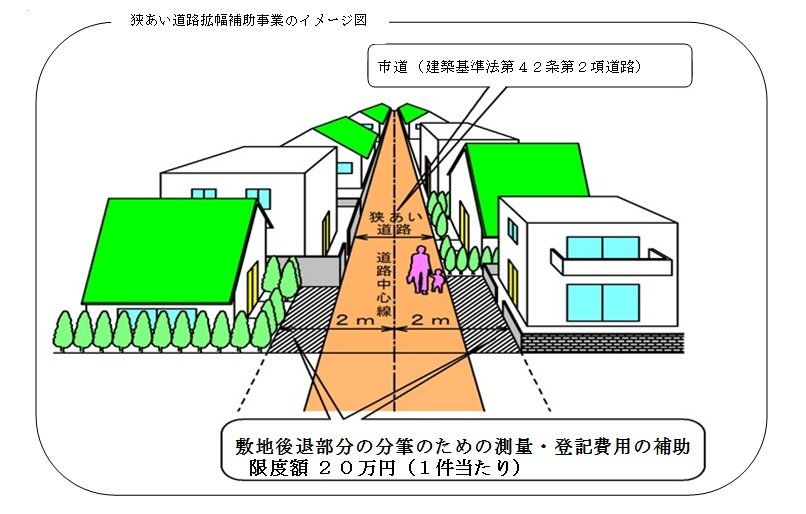 狭あい道路拡幅補助事業のイメージ図
市道（建築基準法第４２条第２項道路）
狭あい
道路
道路中心線
２ｍ ２ｍ
敷地後退部分の分筆のための測量・登記費用の補助
限度額 ２０万円（１件当たり）